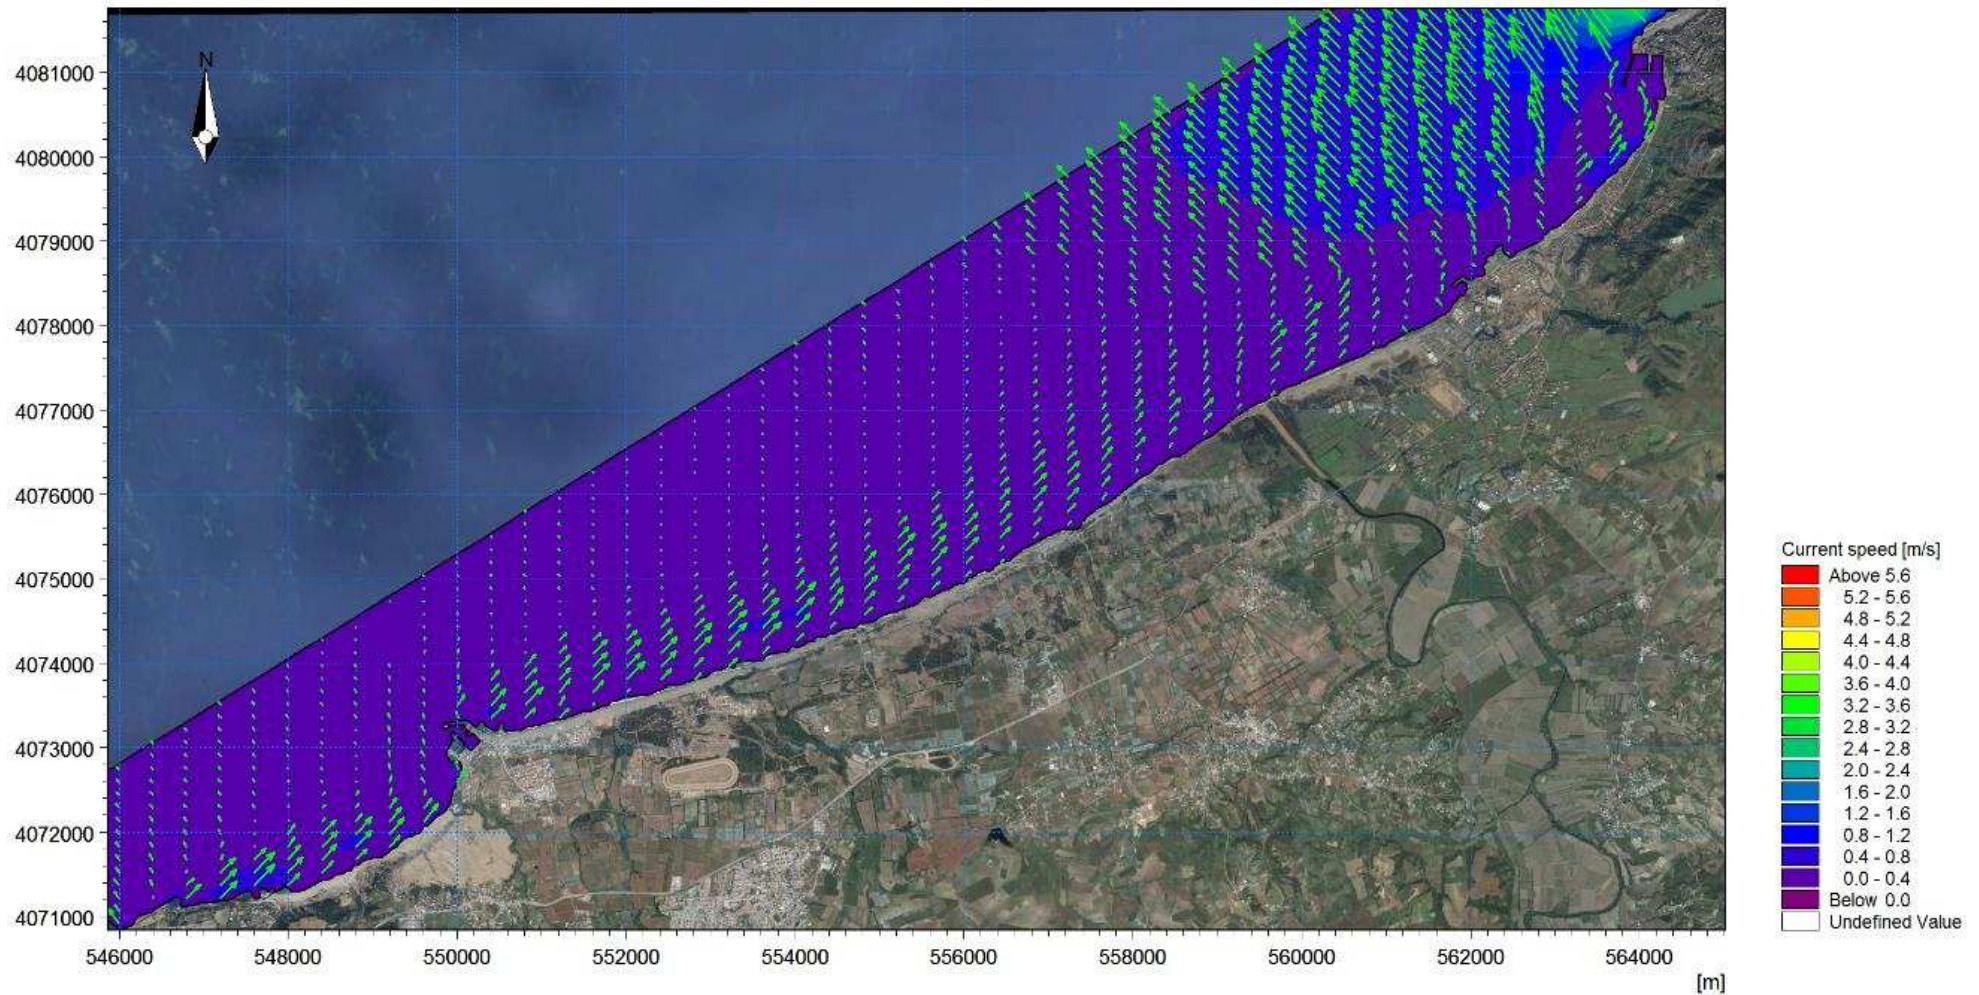 N
4081000
4080000
4079000
4078000
4077000
4076000
4075000
4074000
4073000
4072000
4071000
546000 548000 550000 552000 554000 556000 558000 560000 562000 564000
[m]
Current speed [m/s]
Above 5.6
5.2 - 5.6
4.8 - 5.2
4.4 - 4.8
4.0 - 4.4
3.6 - 4.0
3.2 - 3.6
2.8 - 3.2
2.4 - 2.8
2.0 - 2.4
1.6 - 2.0
1.2 - 1.6
0.8 - 1.2
0.4 - 0.8
0.0 - 0.4
Below 0.0
Undefined Value